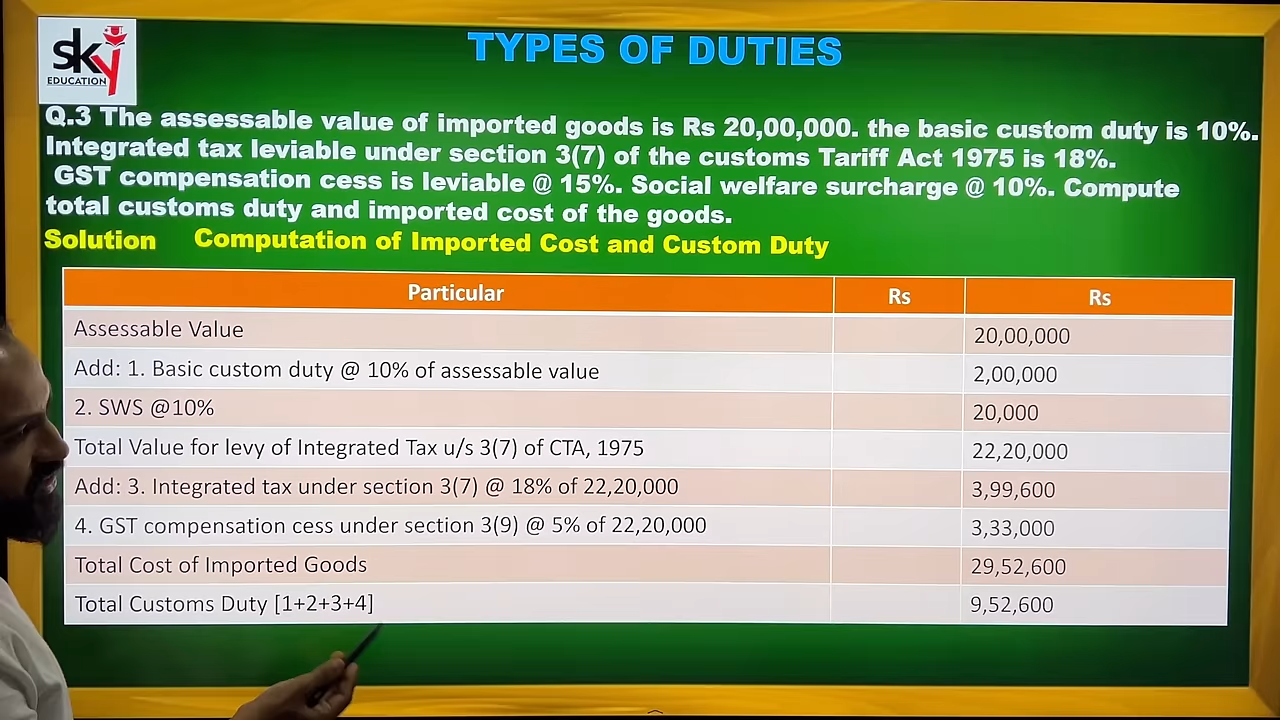 sky
EDUCATION
TYPES OF DUTIES
Q.3 The assessable value of imported goods is Rs 20,00,000. the basic custom duty is 10%.
Integrated tax leviable under section 3(7) of the customs Tariff Act 1975 is 18%.
GST compensation cess is leviable @ 15%. Social welfare surcharge @ 10%. Compute
total customs duty and imported cost of the goods.
Solution Computation of Imported Cost and Custom Duty
Particular Rs Rs
Assessable Value 20,00,000
Add: 1. Basic custom duty @ 10% of assessable value 2,00,000
2. SWS @10% 20,000
Total Value for levy of Integrated Tax u/s 3(7) of CTA, 1975 22,20,000
Add: 3. Integrated tax under section 3(7) @ 18% of 22,20,000 3,99,600
4. GST compensation cess under section 3(9) @ 5% of 22,20,000 3,33,000
Total Cost of Imported Goods 29,52,600
Total Customs Duty [1+2+3+4] 9,52,600